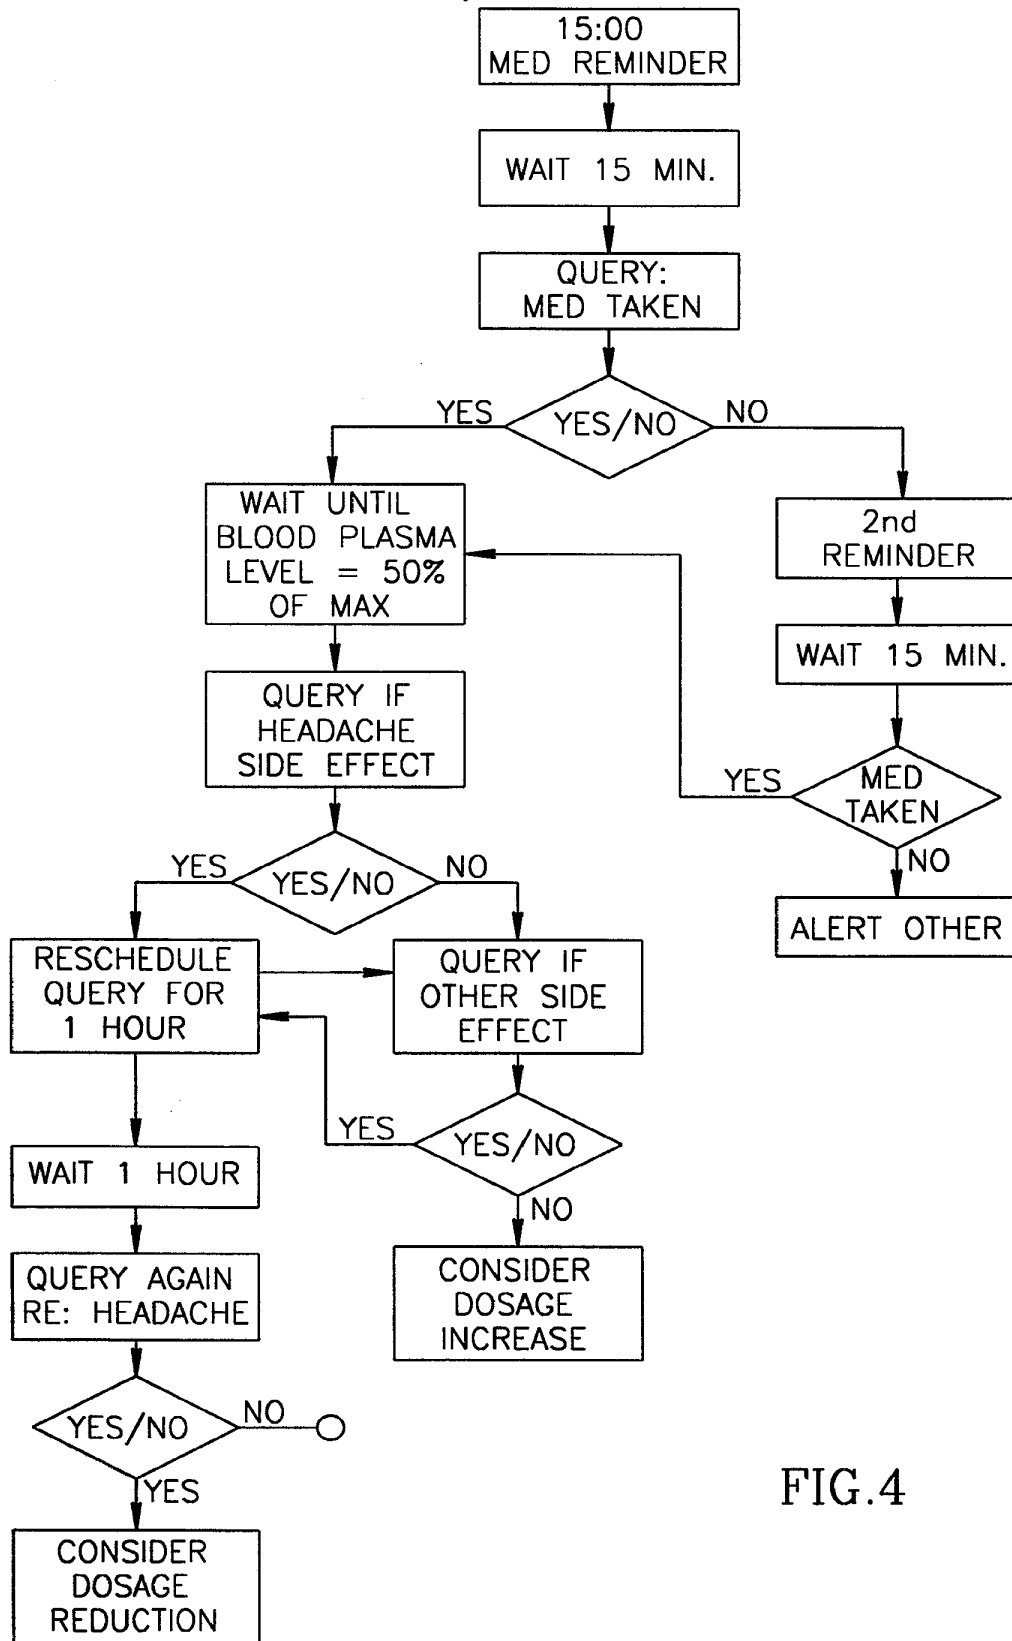 15:00
MED REMINDER
WAIT 15 MIN.
QUERY:
MED TAKEN
YES
YES/NO
NO
WAIT UNTIL
BLOOD PLASMA
LEVEL = 50%
OF MAX
2nd
REMINDER
WAIT 15 MIN.
QUERY IF
HEADACHE
SIDE EFFECT
YES
MED
TAKEN
NO
ALERT OTHER
YES
YES/NO
NO
RESCHEDULE
QUERY FOR
1 HOUR
QUERY IF
OTHER SIDE
EFFECT
YES
YES/NO
NO
WAIT 1 HOUR
CONSIDER
DOSAGE
INCREASE
QUERY AGAIN
RE: HEADACHE
YES/NO
NO
YES
CONSIDER
DOSAGE
REDUCTION
FIG.4